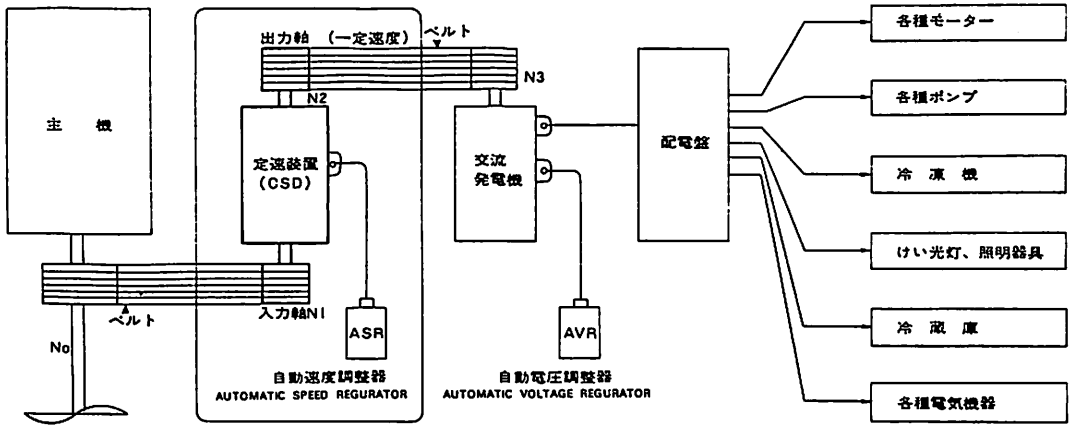 主機
N₀
ベルト
出力軸 (一定速度) ベルト
N2
N3
定速装置
(CSD)
入力軸N1
ASR
自動速度調整器
AUTOMATIC SPEED REGURATOR
交流
発電機
AVR
自動電圧調整器
AUTOMATIC VOLTAGE REGURATOR
配電盤
各種モーター
各種ポンプ
冷凍機
けい光灯、照明器具
冷蔵庫
各種電気機器